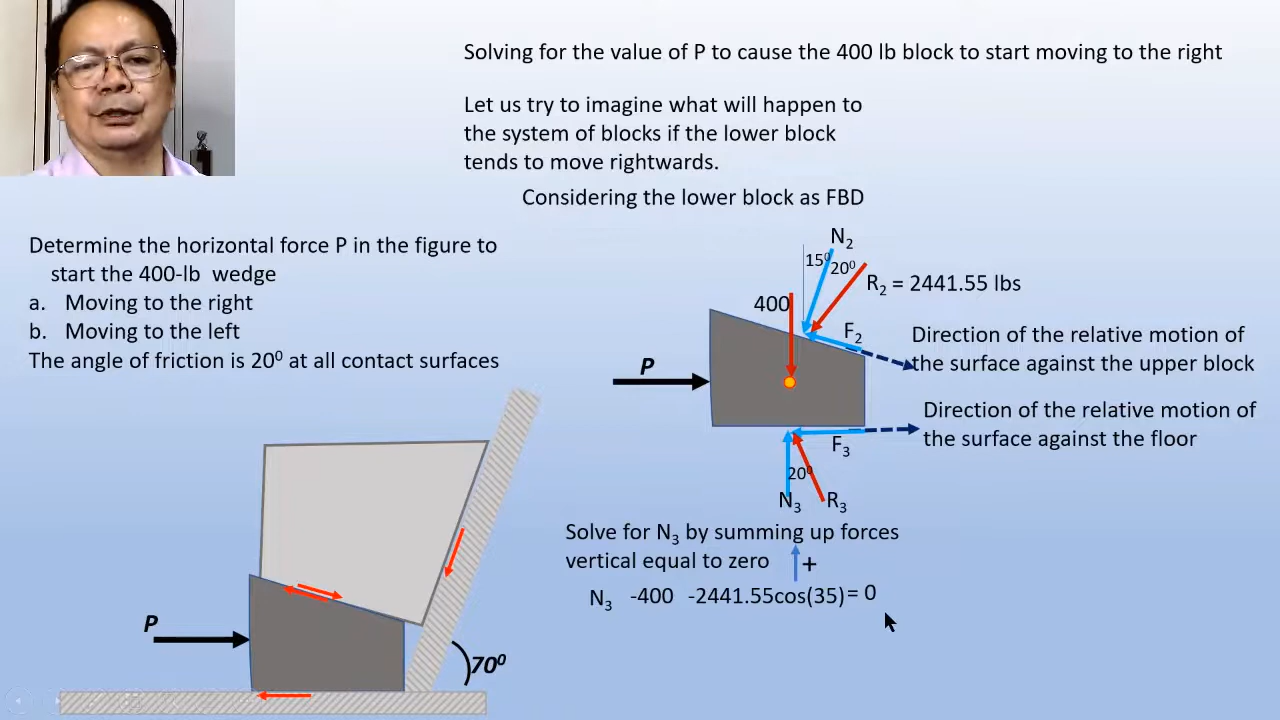 Solving for the value of P to cause the 400 lb block to start moving to the right
Let us try to imagine what will happen to
the system of blocks if the lower block
tends to move rightwards.
Considering the lower block as FBD
Determine the horizontal force P in the figure to
start the 400-lb wedge
a. Moving to the right
b. Moving to the left
The angle of friction is 20⁰ at all contact surfaces
N₂
15⁰
20⁰
R₂ = 2441.55 lbs
400
F₂
P
Direction of the relative motion of
the surface against the upper block
Direction of the relative motion of
the surface against the floor
F₃
20⁰
N₃
R₃
Solve for N₃ by summing up forces
vertical equal to zero
+
N₃ -400 -2441.55cos(35) = 0
P
70⁰